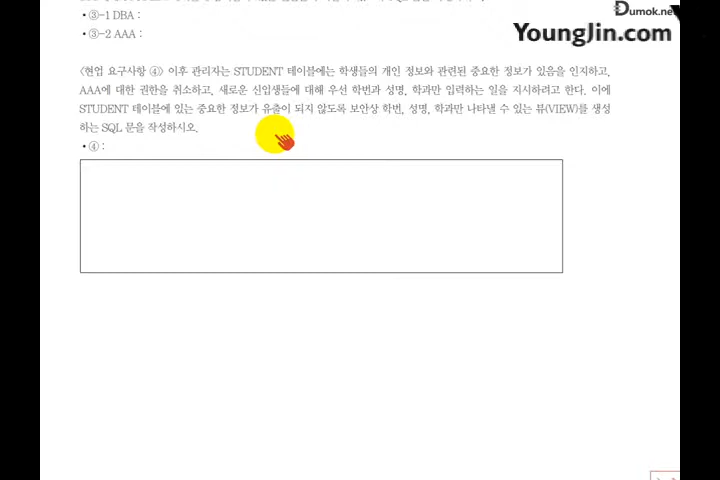 Dumok.ne
YoungJin.com
•③-1 DBA :
•③-2 AAA :
<현업 요구사항 ④> 이후 관리자는 STUDENT 테이블에는 학생들의 개인 정보와 관련된 중요한 정보가 있음을 인지하고,
AAA에 대한 권한을 취소하고, 새로운 신입생들에 대해 우선 학번과 성명, 학과만 입력하는 일을 지시하려고 한다. 이에
STUDENT 테이블에 있는 중요한 정보가 유출이 되지 않도록 보안상 학번, 성명, 학과만 나타낼 수 있는 뷰(VIEW)를 생성
하는 SQL 문을 작성하시오.
•④ :